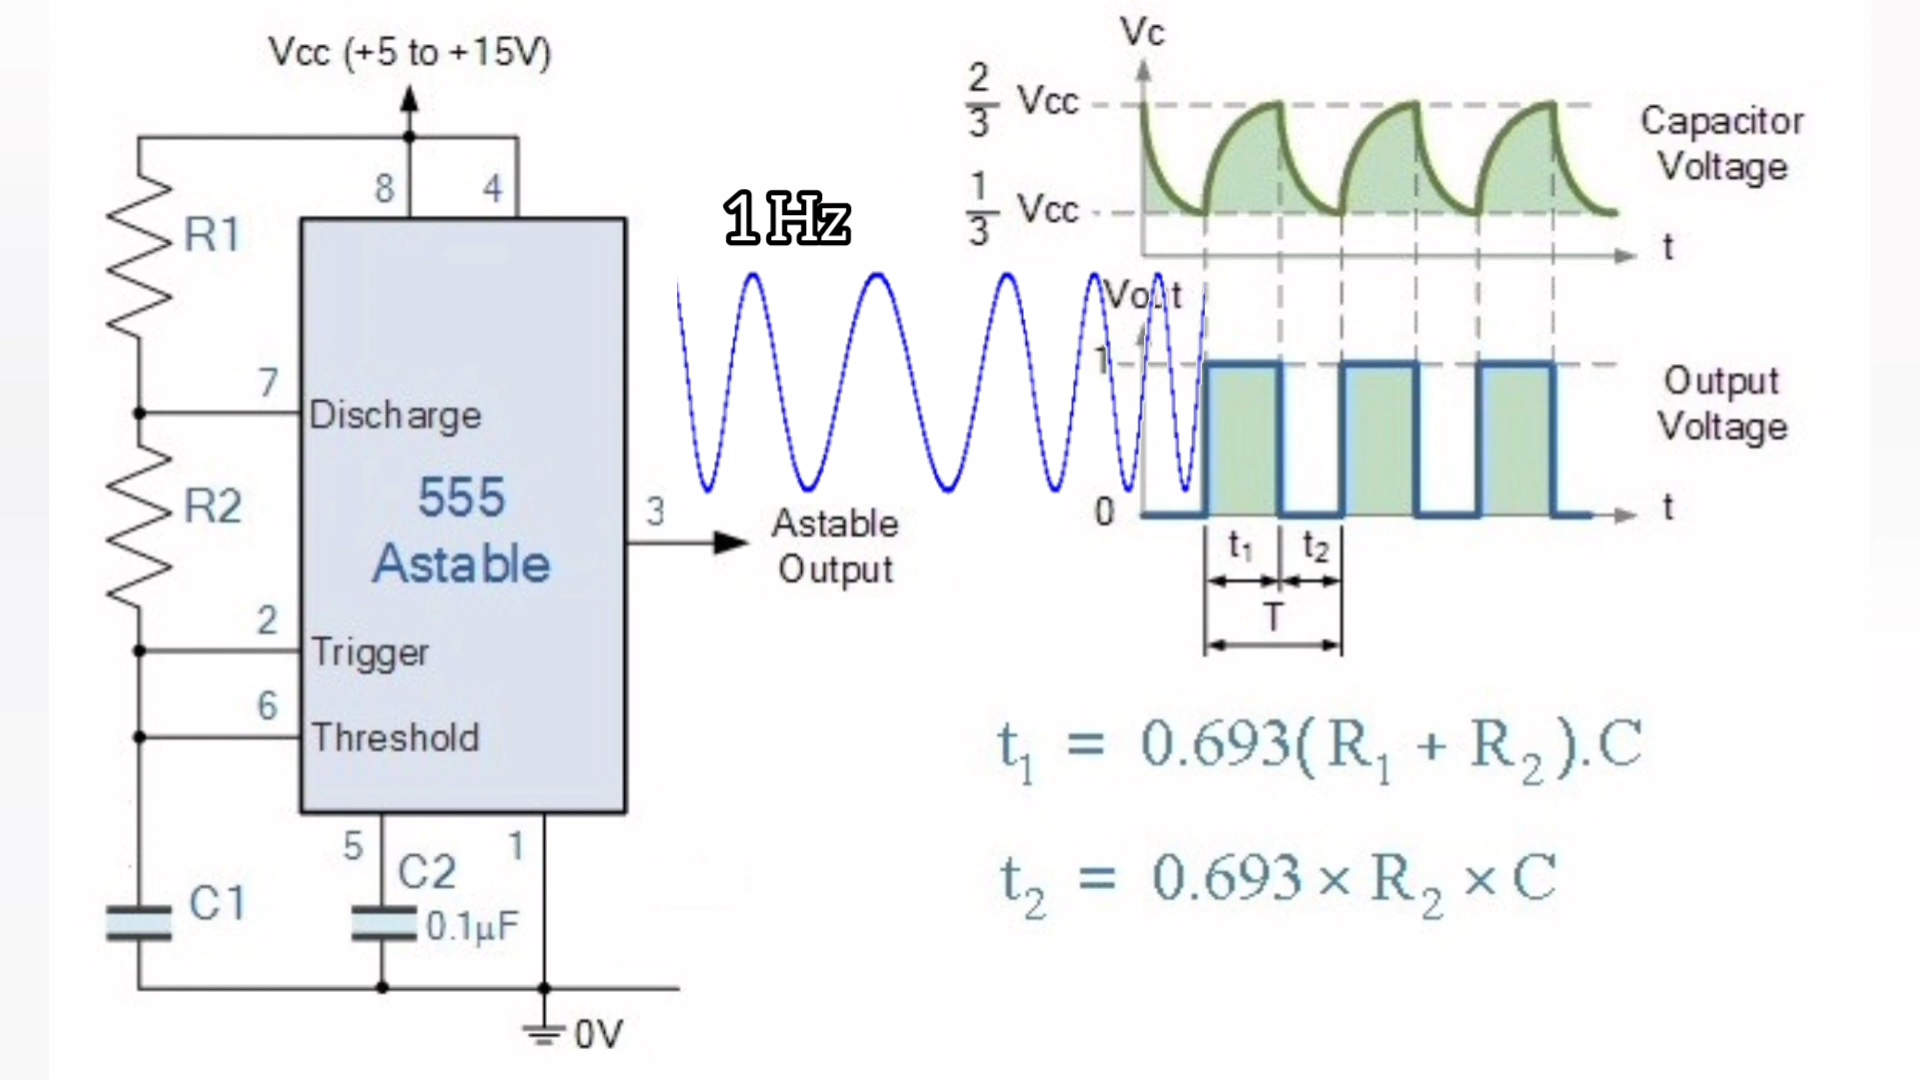 Vcc (+5 to +15V)
8
4
R1
7
Discharge
555
Astable
R2
3
Astable
Output
2
Trigger
6
Threshold
5
1
C1
C2
0.1µF
0V
1 Hz
Vc
2/3 Vcc
1/3 Vcc
Capacitor
Voltage
t
Vout
1
0
Output
Voltage
t
t₁
t₂
T
t₁ = 0.693(R₁ + R₂).C
t₂ = 0.693 × R₂ × C